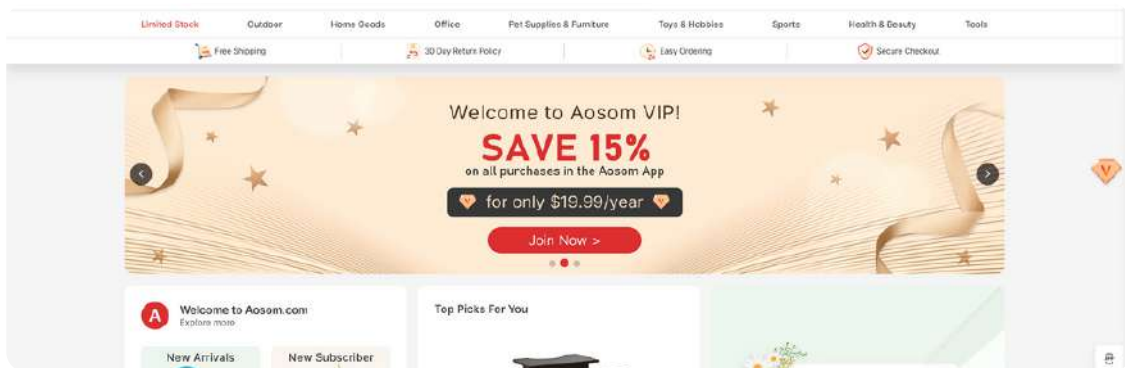 Limited Stock Outdoor Home Goods Office Pet Supplies & Furniture Toys & Hobbies Sports Health & Beauty Tools
Free Shipping 30 Day Return Policy Easy Ordering Secure Checkout
Welcome to Aosom VIP!
SAVE 15%
on all purchases in the Aosom App
for only $19.99/year
Join Now >
A Welcome to Aosom.com
Explore more
Top Picks For You
New Arrivals New Subscriber